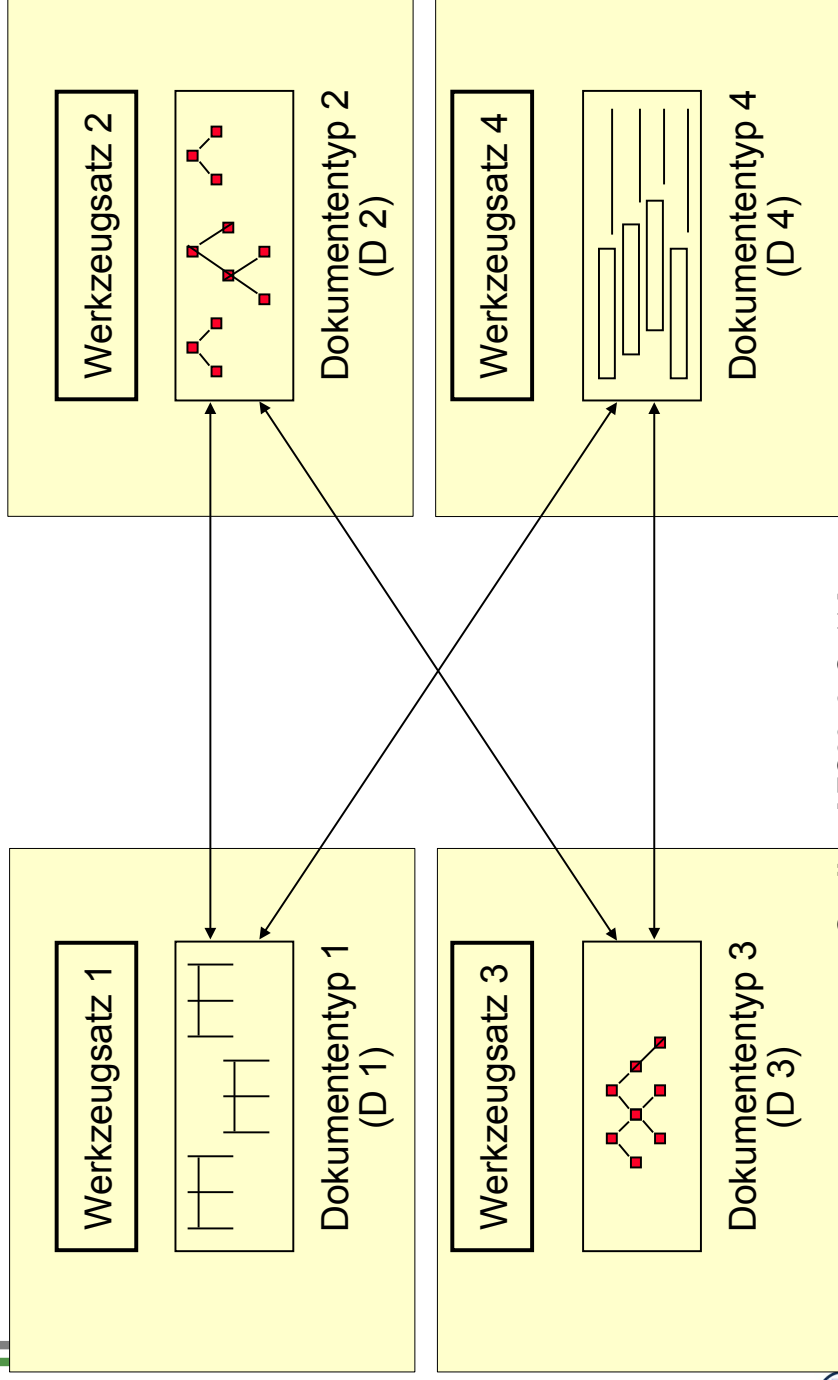 Werkzeugsatz 1
Dokumententyp 1
(D 1)
Werkzeugsatz 2
Dokumententyp 2
(D 2)
Werkzeugsatz 3
Dokumententyp 3
(D 3)
Werkzeugsatz 4
Dokumententyp 4
(D 4)